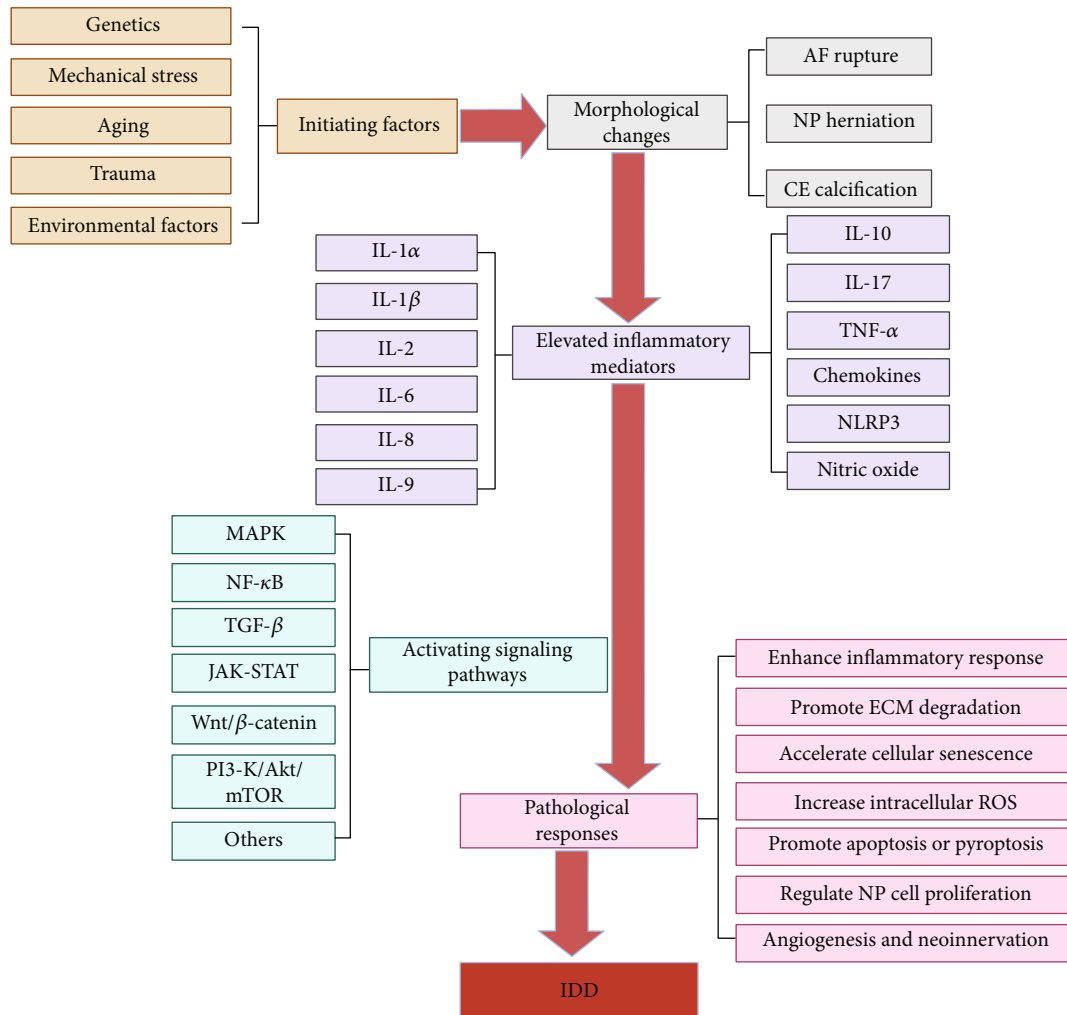 Genetics
Mechanical stress
Aging
Trauma
Environmental factors
Initiating factors
Morphological
changes
AF rupture
NP herniation
CE calcification
IL-1α
IL-1β
IL-2
IL-6
IL-8
IL-9
Elevated inflammatory
mediators
IL-10
IL-17
TNF-α
Chemokines
NLRP3
Nitric oxide
MAPK
NF-κB
TGF-β
JAK-STAT
Wnt/β-catenin
PI3-K/Akt/
mTOR
Others
Activating signaling
pathways
Pathological
responses
Enhance inflammatory response
Promote ECM degradation
Accelerate cellular senescence
Increase intracellular ROS
Promote apoptosis or pyroptosis
Regulate NP cell proliferation
Angiogenesis and neoinnervation
IDD